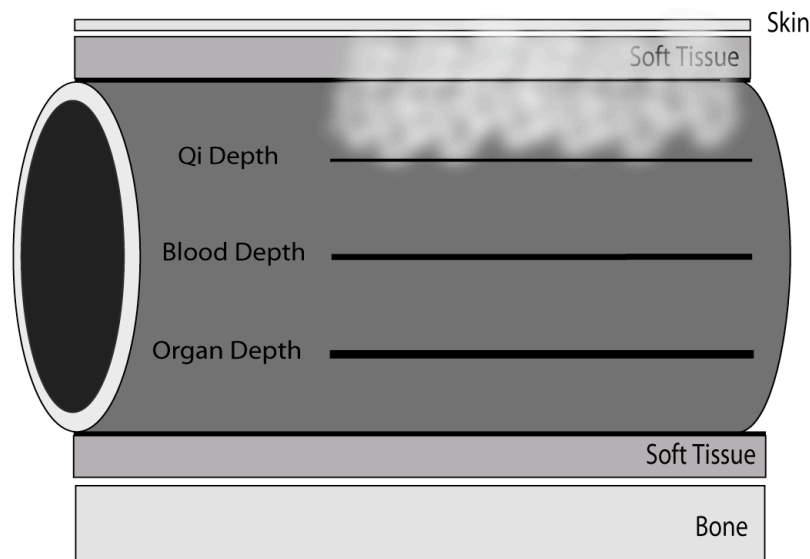 Skin
Soft Tissue
Qi Depth
Blood Depth
Organ Depth
Soft Tissue
Bone